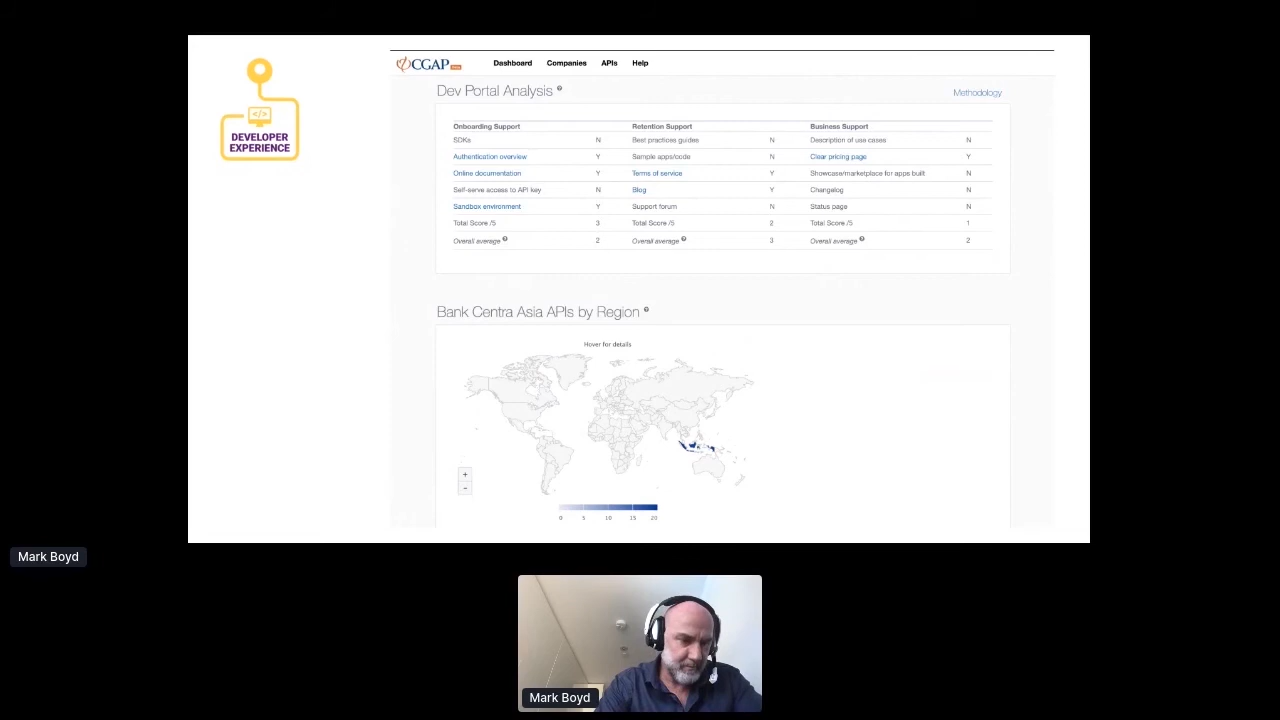 CGAP
Dashboard Companies APIs Help
</>
DEVELOPER
EXPERIENCE
Dev Portal Analysis
Methodology
Onboarding Support Retention Support Business Support
SDKs N Best practices guides N Description of use cases N
Authentication overview Y Sample apps/code N Clear pricing page Y
Online documentation Y Terms of service Y Showcase/marketplace for apps built N
Self-serve access to API key N Blog Y Changelog N
Sandbox environment Y Support forum N Status page N
Total Score /5 3 Total Score /5 2 Total Score /5 1
Overall average 2 Overall average 3 Overall average 2
Bank Centra Asia APIs by Region
Hover for details
+
−
0 5 10 15 20
Mark Boyd
Mark Boyd